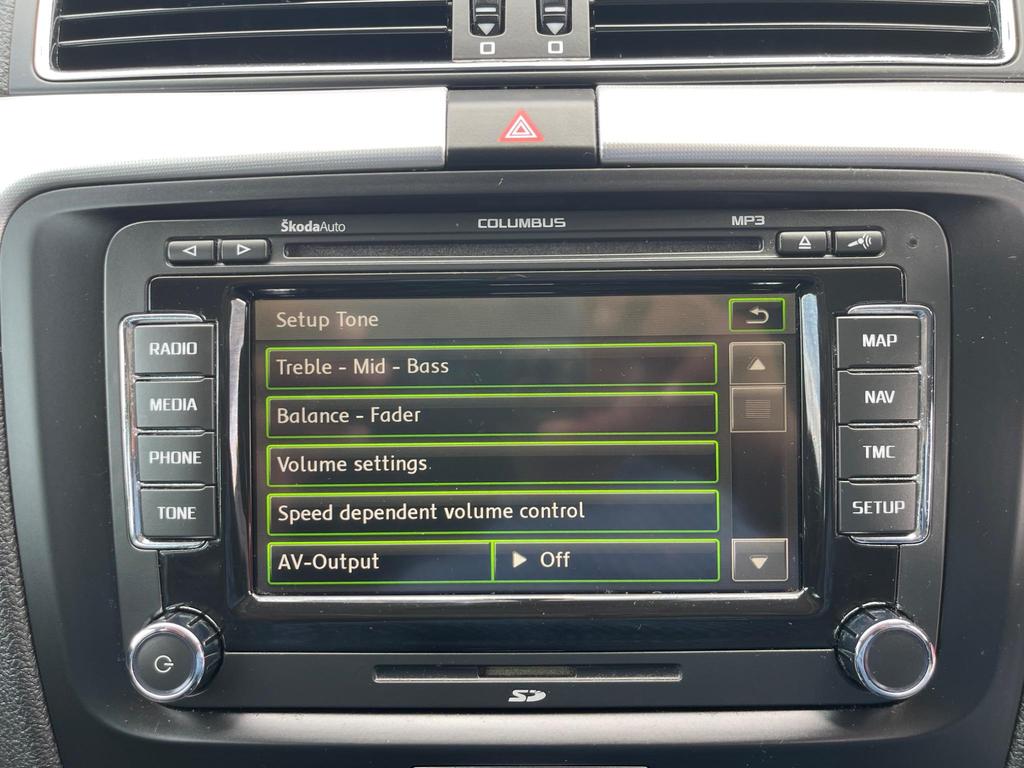 ŠkodaAuto COLUMBUS MP3
Setup Tone
RADIO
MEDIA
PHONE
TONE
Treble - Mid - Bass
Balance - Fader
Volume settings
Speed dependent volume control
AV-Output Off
MAP
NAV
TMC
SETUP
SD